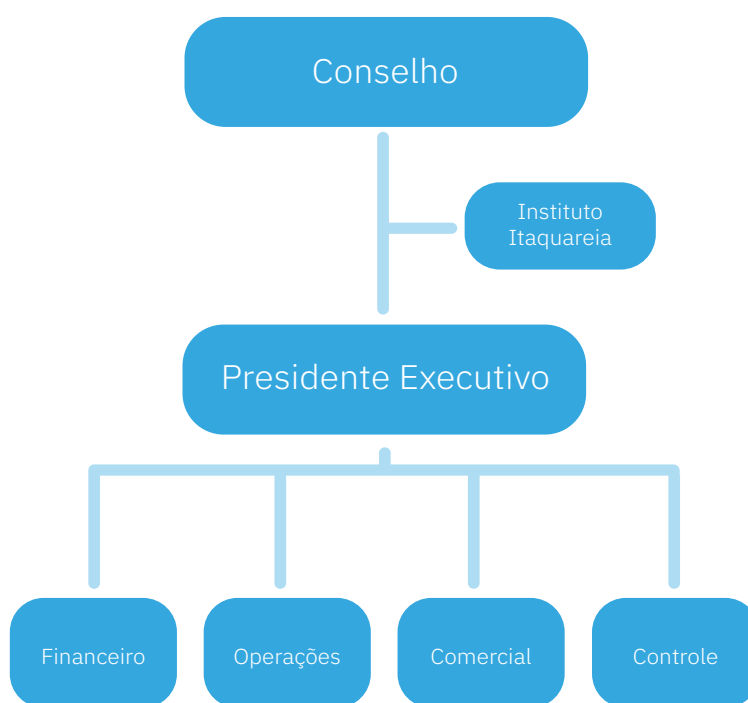 Conselho
Instituto
Itaquareia
Presidente Executivo
Financeiro
Operações
Comercial
Controle